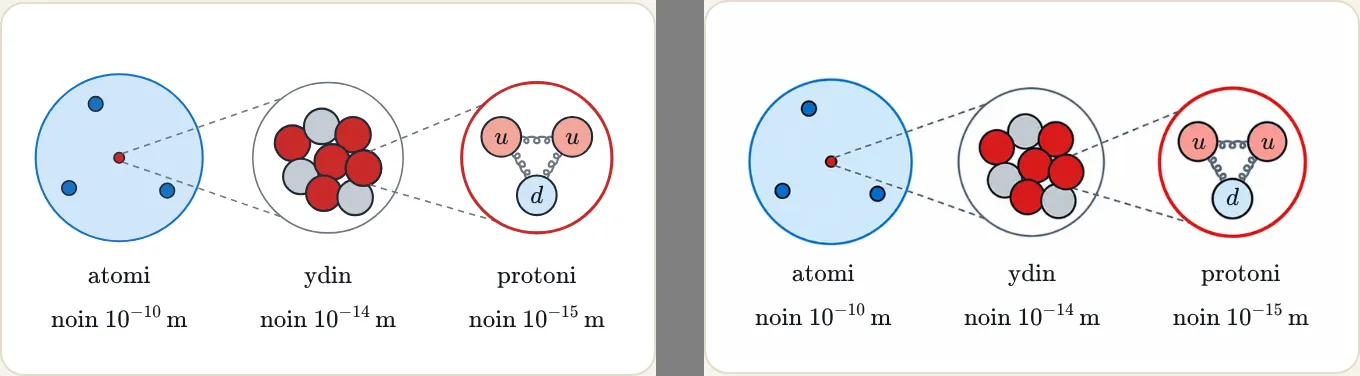 u u
d
atomi ydin protoni
noin 10⁻¹⁰ m noin 10⁻¹⁴ m noin 10⁻¹⁵ m
u u
d
atomi ydin protoni
noin 10⁻¹⁰ m noin 10⁻¹⁴ m noin 10⁻¹⁵ m